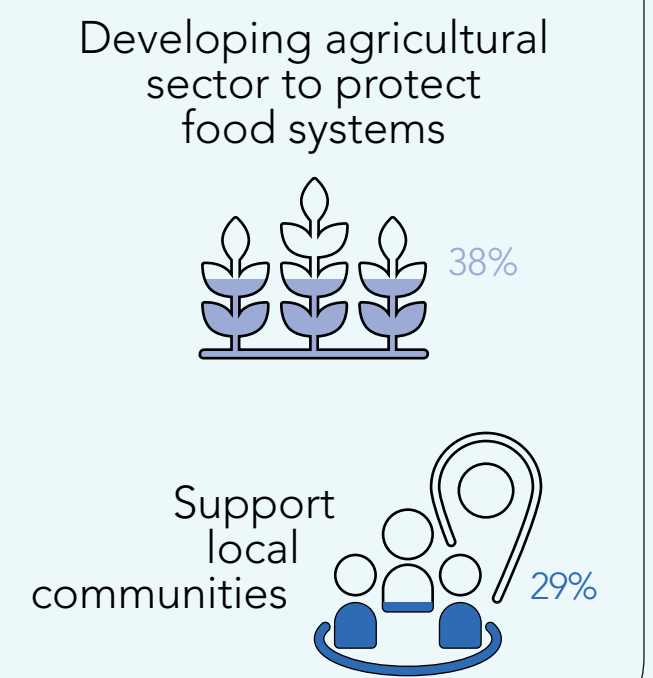 Developing agricultural
sector to protect
food systems
38%
Support
local
communities
29%